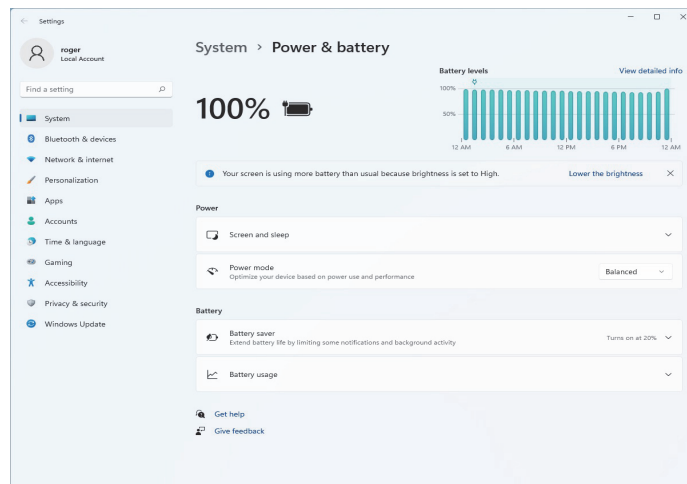 Settings
roger
Local Account
Find a setting
System
Bluetooth & devices
Network & internet
Personalization
Apps
Accounts
Time & language
Gaming
Accessibility
Privacy & security
Windows Update
System > Power & battery
100%
Battery levels
View detailed info
100%
50%
12 AM
6 AM
12 PM
6 PM
12 AM
Your screen is using more battery than usual because brightness is set to High.
Lower the brightness
Power
Screen and sleep
Power mode
Optimize your device based on power use and performance
Balanced
Battery
Battery saver
Extend battery life by limiting some notifications and background activity
Turns on at 20%
Battery usage
Get help
Give feedback